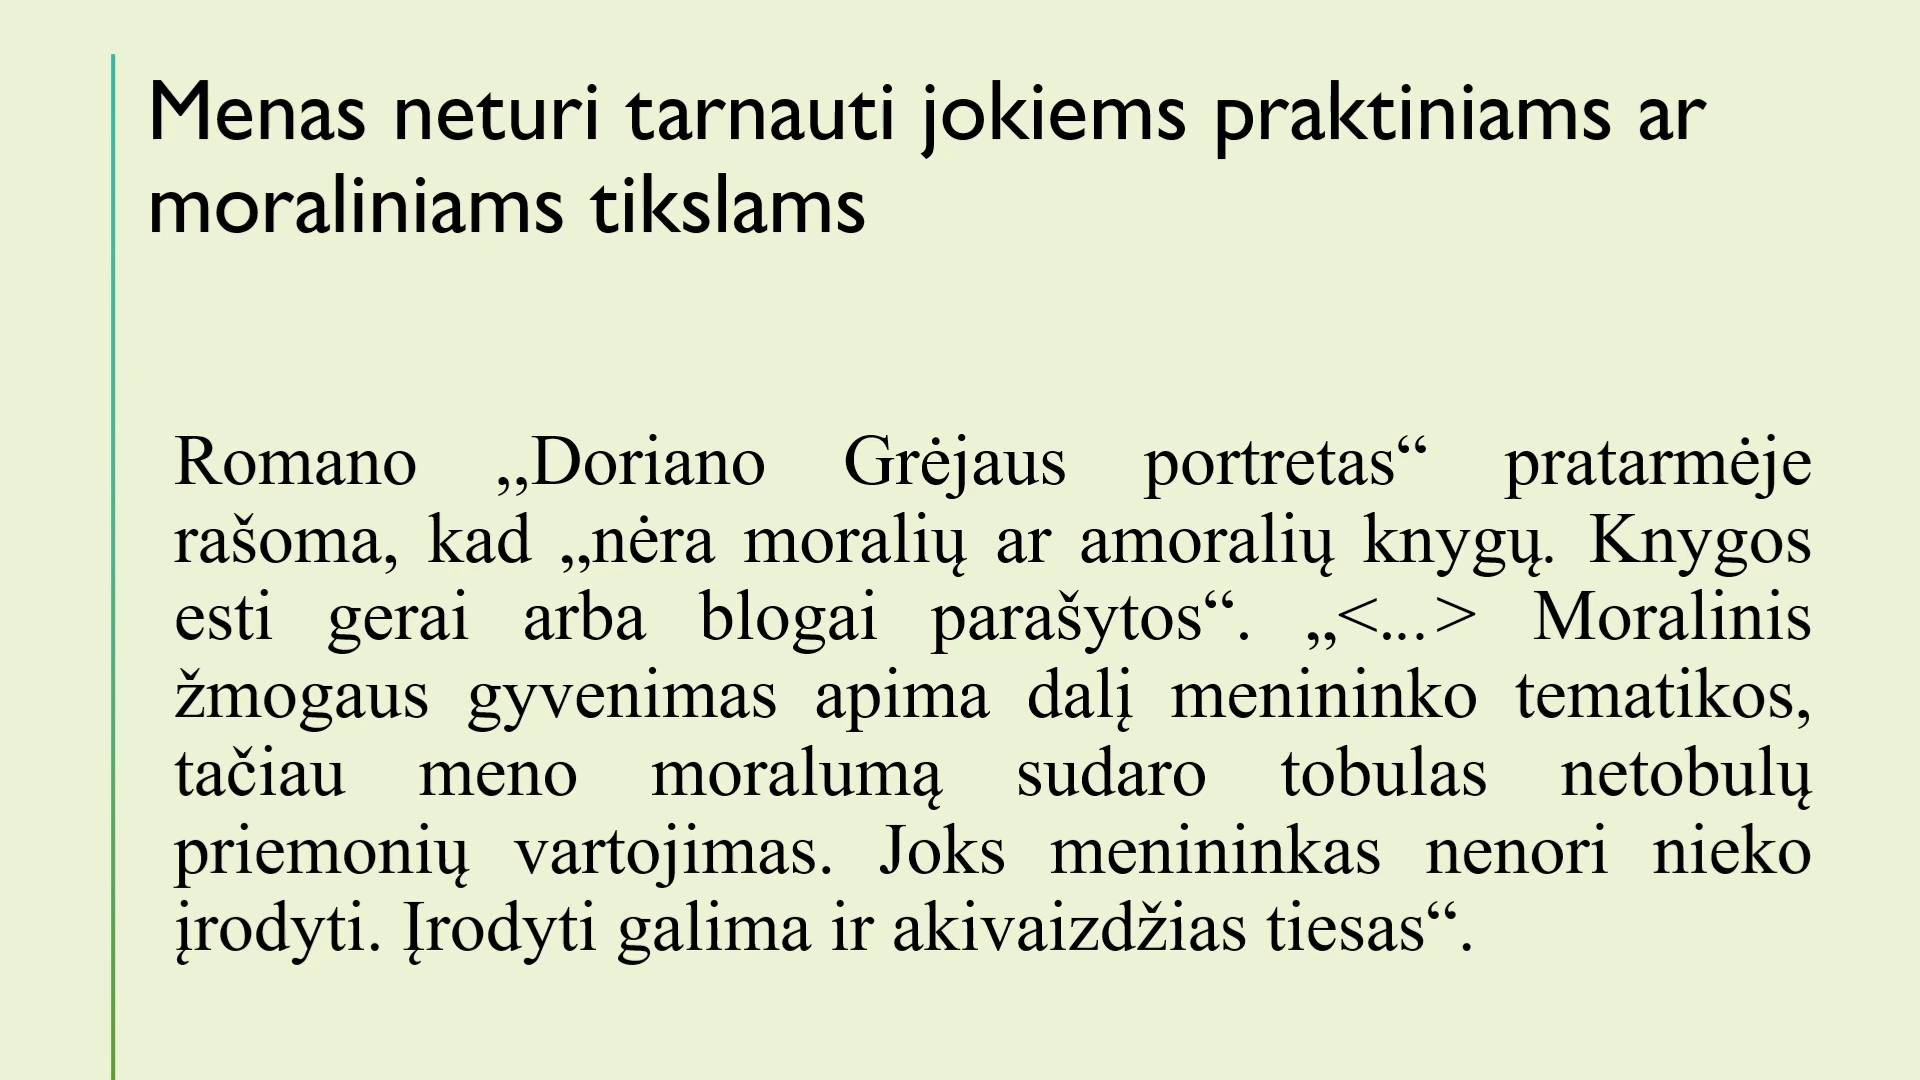 Menas neturi tarnauti jokiems praktiniams ar
moraliniams tikslams
Romano ,,Doriano Grėjaus portretas“ pratarmėje
rašoma, kad „nėra moralių ar amoralių knygų. Knygos
esti gerai arba blogai parašytos“. „<...> Moralinis
žmogaus gyvenimas apima dalį menininko tematikos,
tačiau meno moralumą sudaro tobulas netobulų
priemonių vartojimas. Joks menininkas nenori nieko
įrodyti. Įrodyti galima ir akivaizdžias tiesas“.